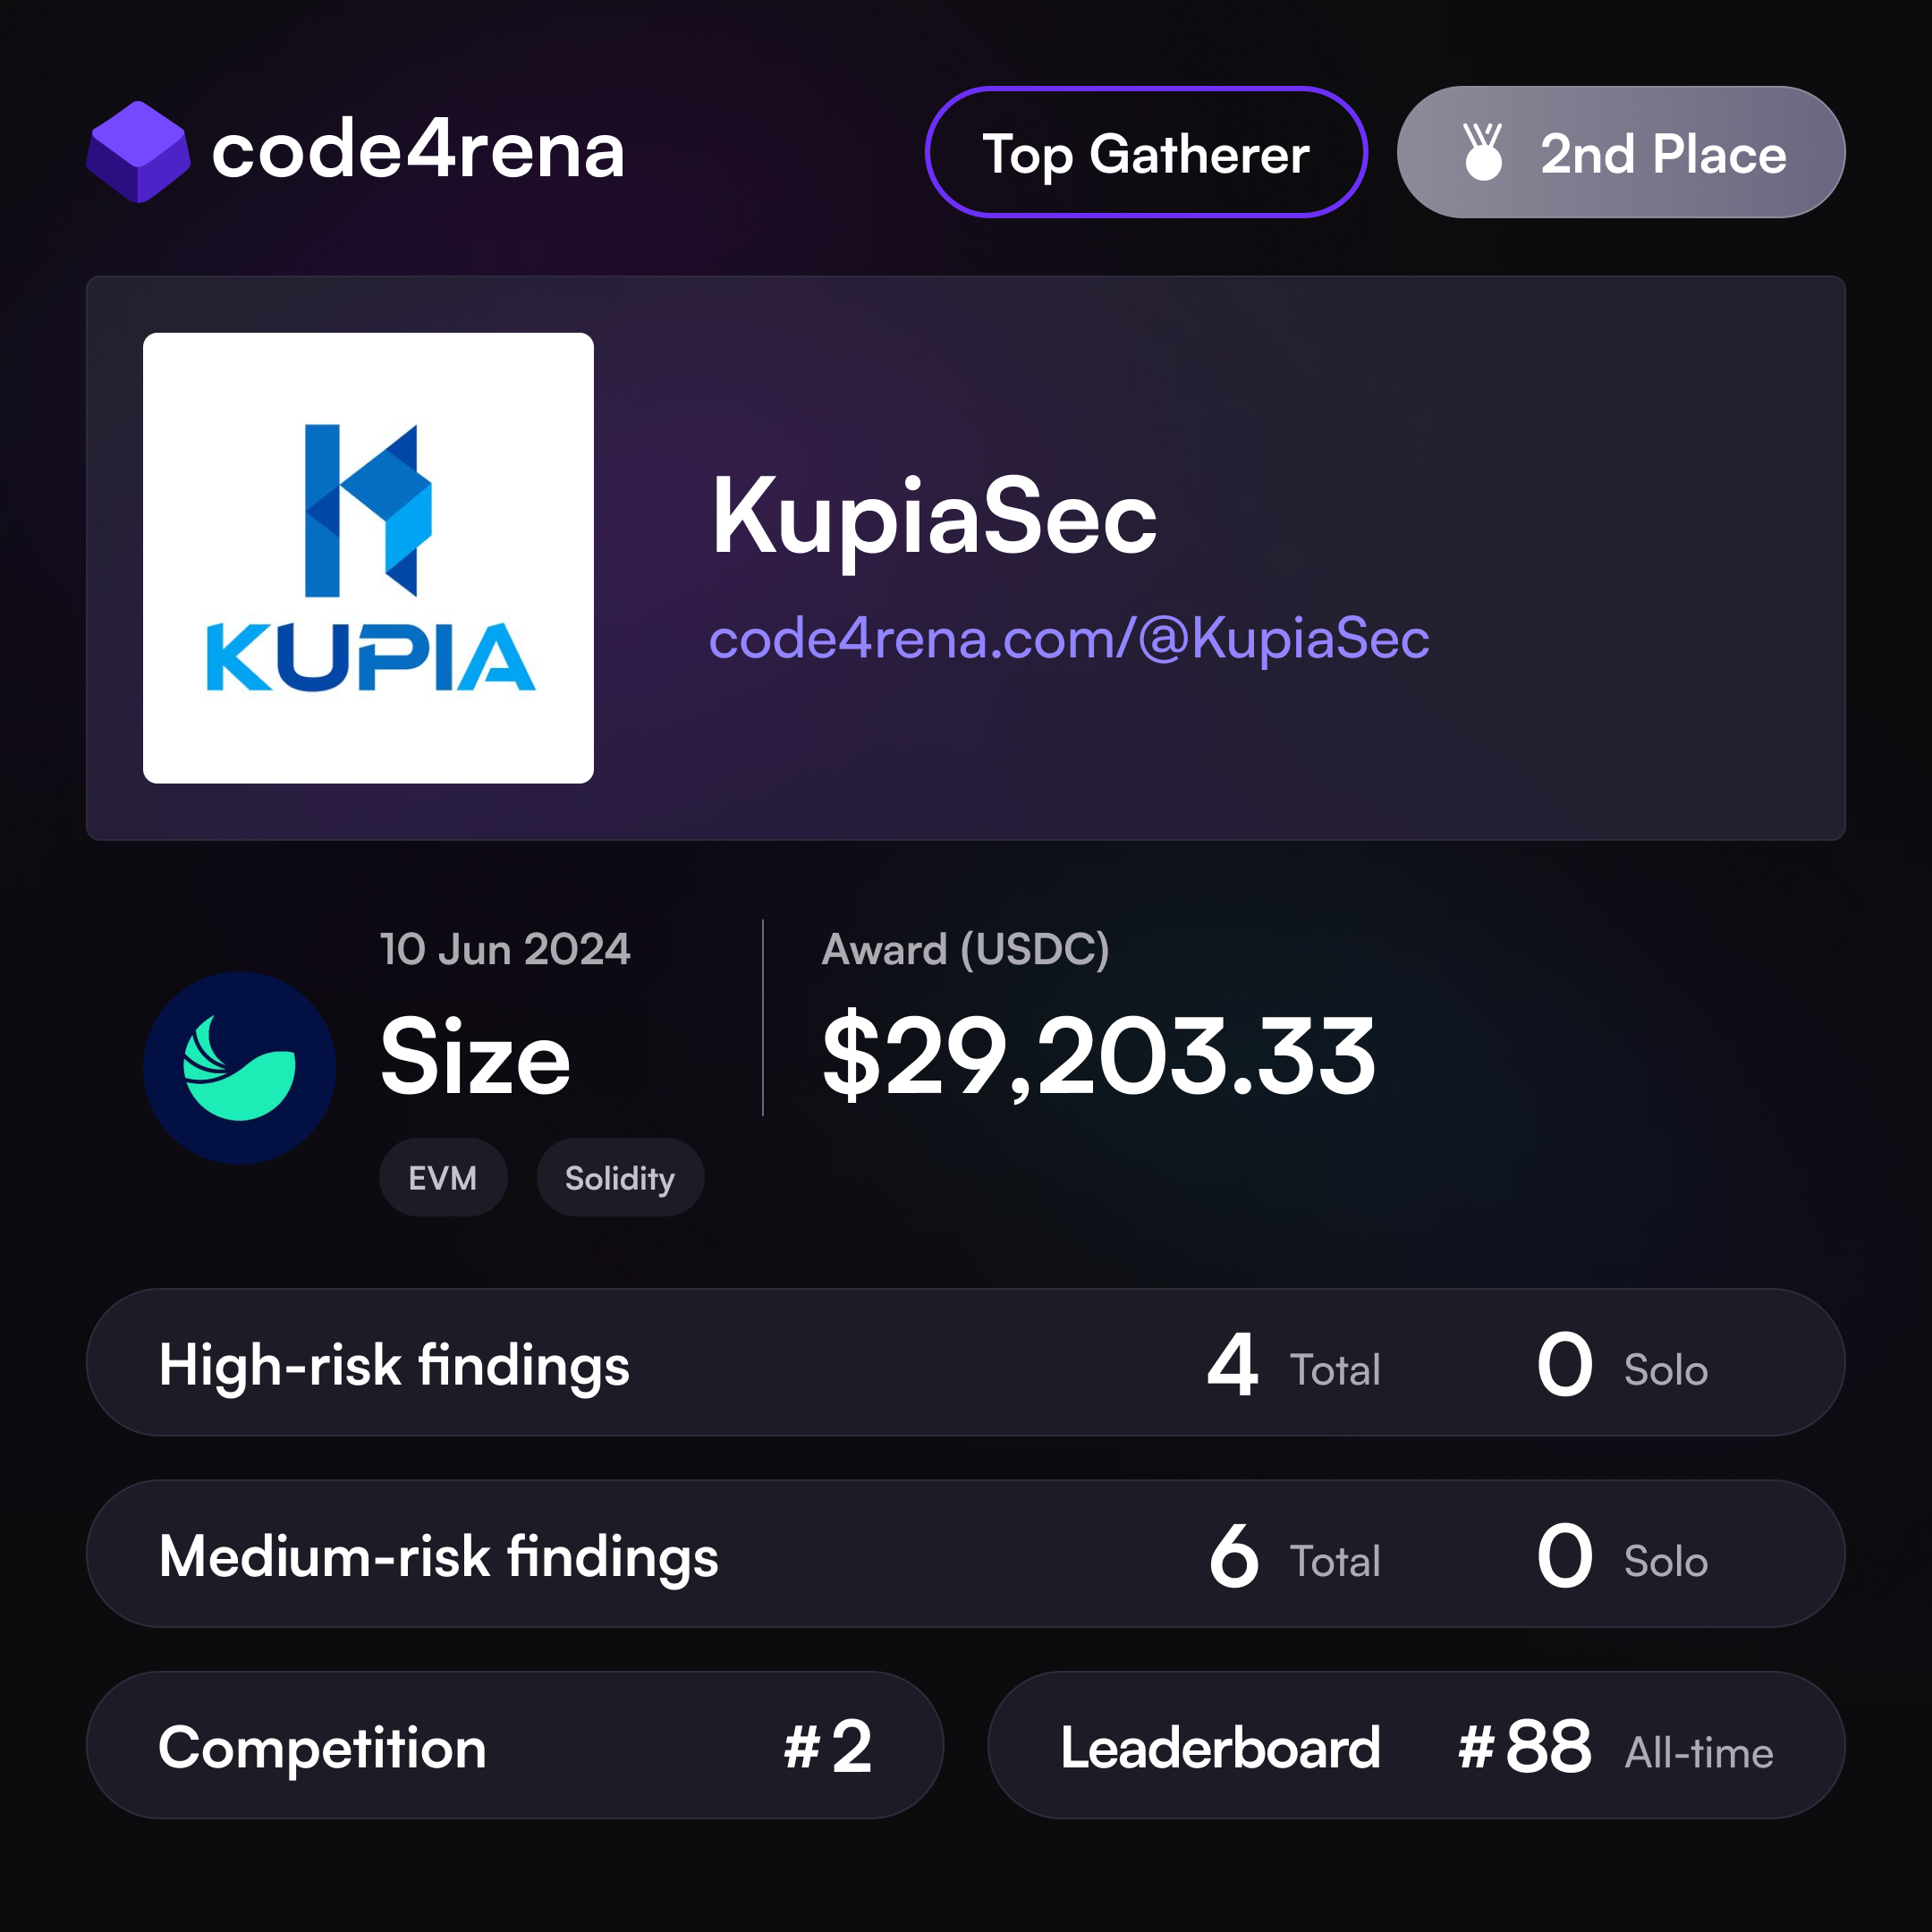 code4rena
Top Gatherer
2nd Place
KUPIA
KupiaSec
code4rena.com/@KupiaSec
10 Jun 2024
Size
EVM
Solidity
Award (USDC)
$29,203.33
High-risk findings 4 Total 0 Solo
Medium-risk findings 6 Total 0 Solo
Competition #2
Leaderboard #88 All-time